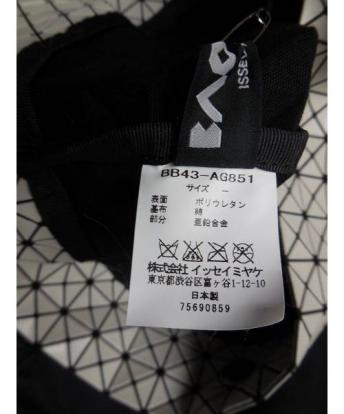 BAO
ISSEY
BB43-AG851
サイズ －
表面 ポリウレタン
基布 綿
部分 亜鉛合金
株式会社 イッセイミヤケ
東京都渋谷区富ヶ谷1-12-10
日本製
75690859